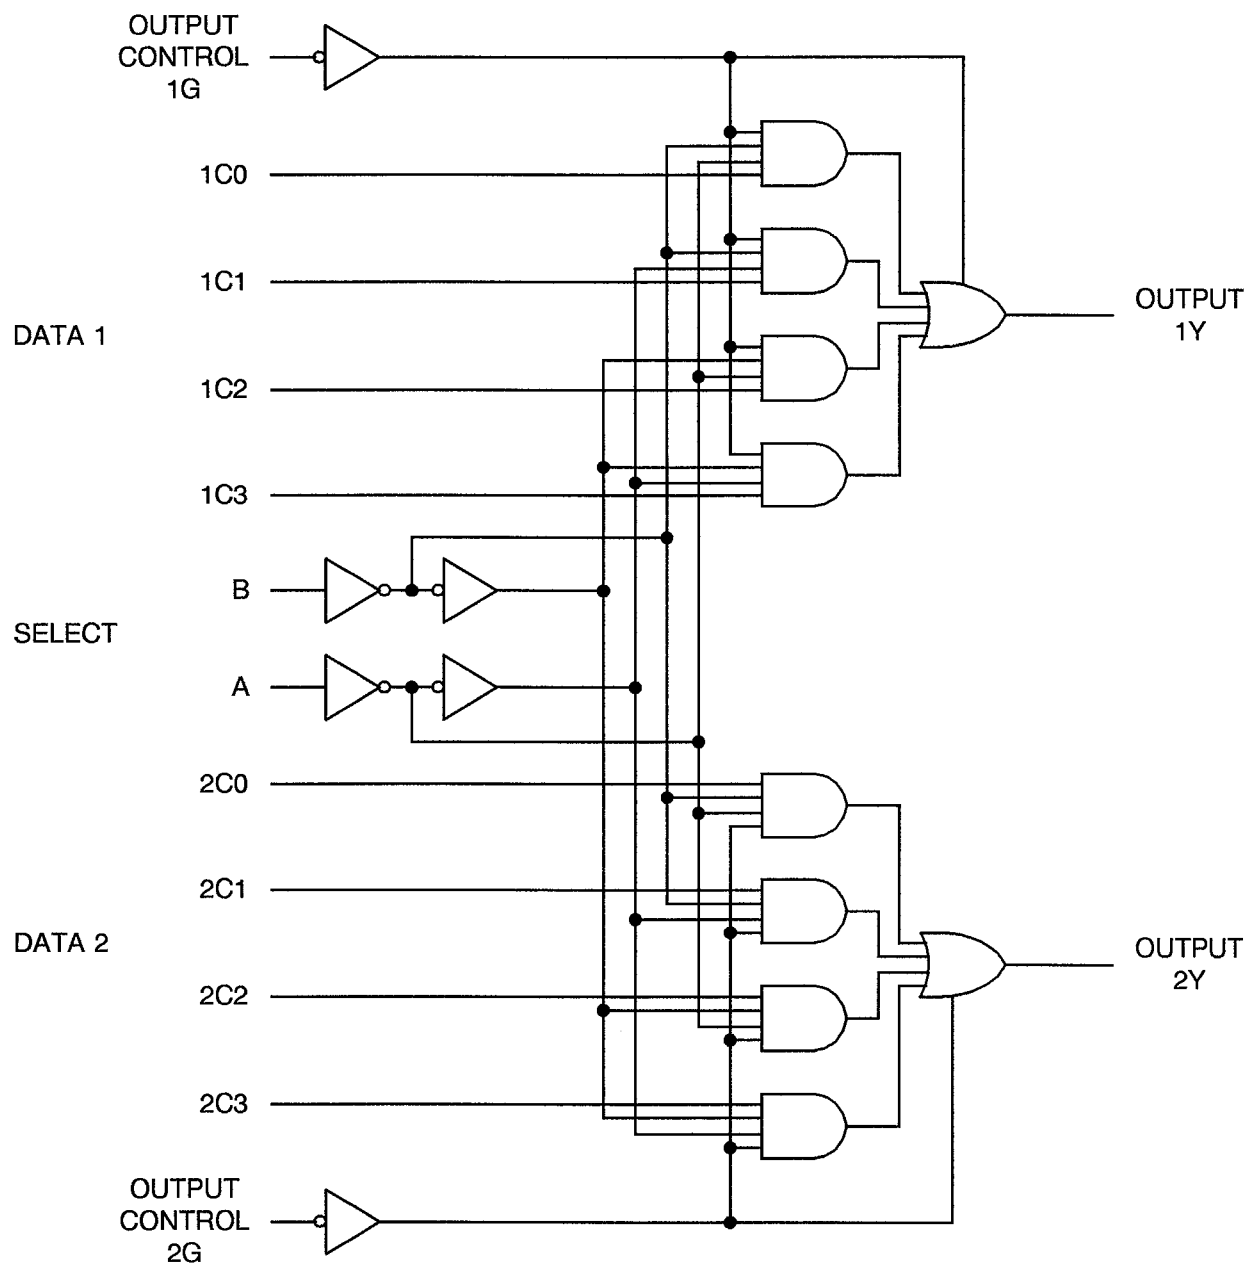 OUTPUT
CONTROL
1G
1C0
1C1
DATA 1
OUTPUT
1Y
1C2
1C3
B
SELECT
A
2C0
2C1
DATA 2
OUTPUT
2Y
2C2
2C3
OUTPUT
CONTROL
2G